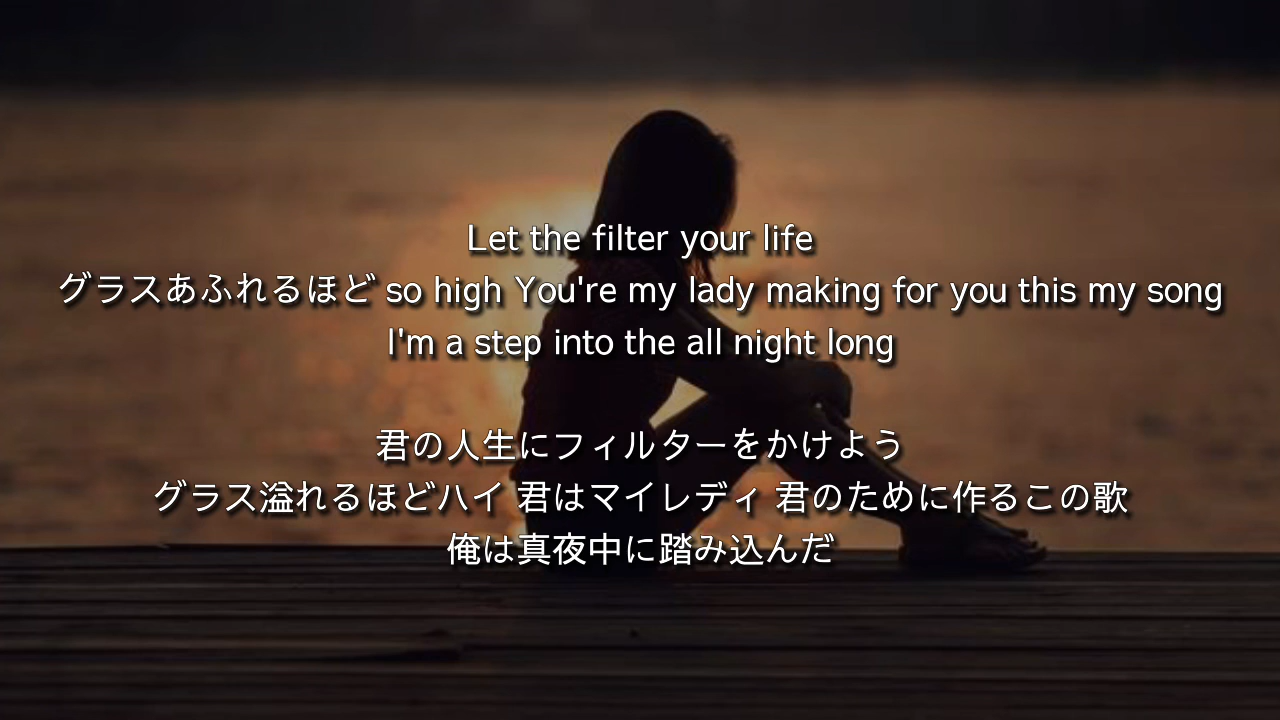 Let the filter your life
グラスあふれるほど so high You're my lady making for you this my song
I'm a step into the all night long
君の人生にフィルターをかけよう
グラス溢れるほどハイ 君はマイレディ 君のために作るこの歌
俺は真夜中に踏み込んだ